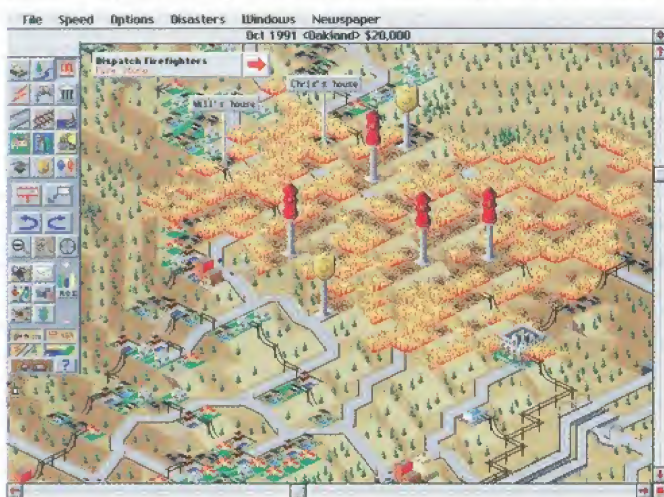 File Speed Options Disasters Windows Newspaper
Oct 1991 <Oakland> $20,000
Dispatch Firefighters
Chris's house
Will's house
?